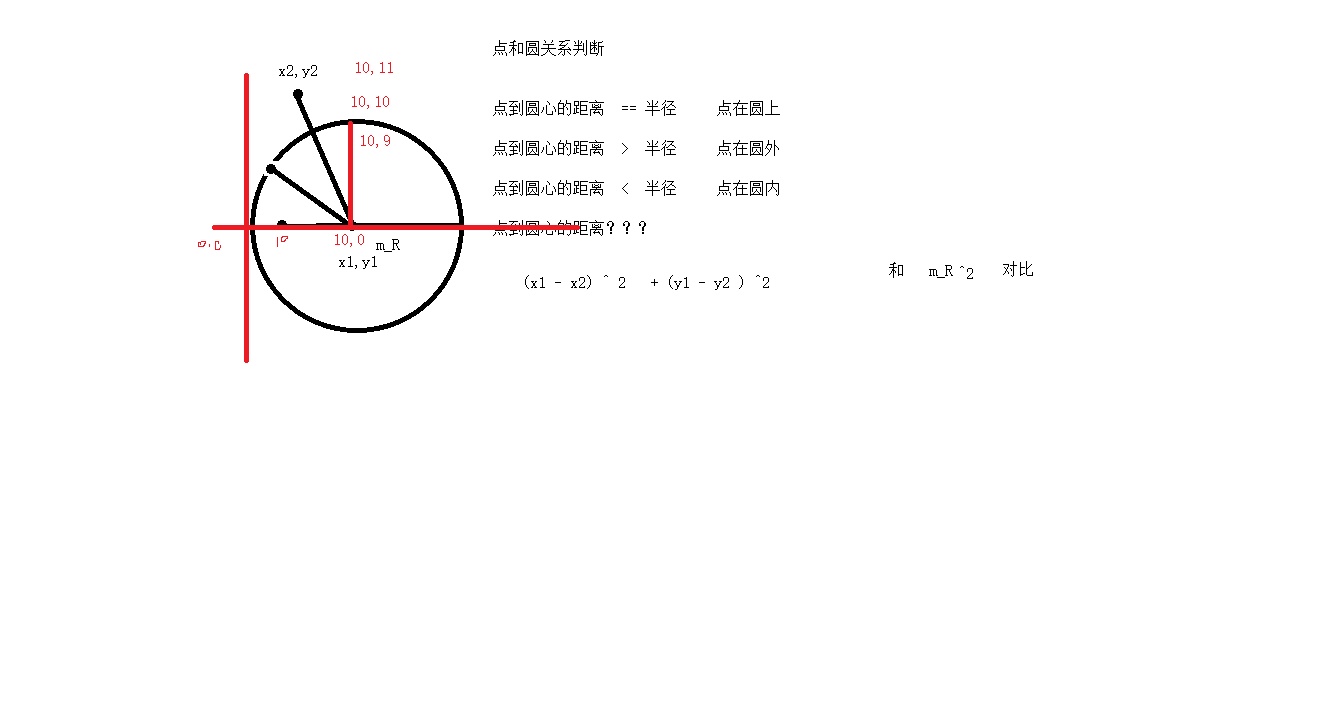 点和圆关系判断
x2,y2
10,11
10,10
10,9
点到圆心的距离 == 半径 点在圆上
点到圆心的距离 > 半径 点在圆外
点到圆心的距离 < 半径 点在圆内
点到圆心的距离？？？
0.0
10
10,0
m_R
x1,y1
(x1 - x2) ^ 2 + (y1 - y2 ) ^2 和 m_R ^2 对比